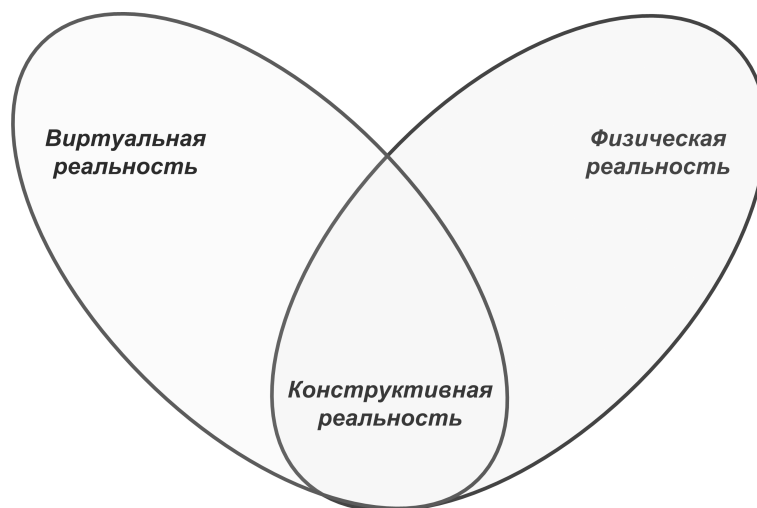 Виртуальная
реальность
Физическая
реальность
Конструктивная
реальность